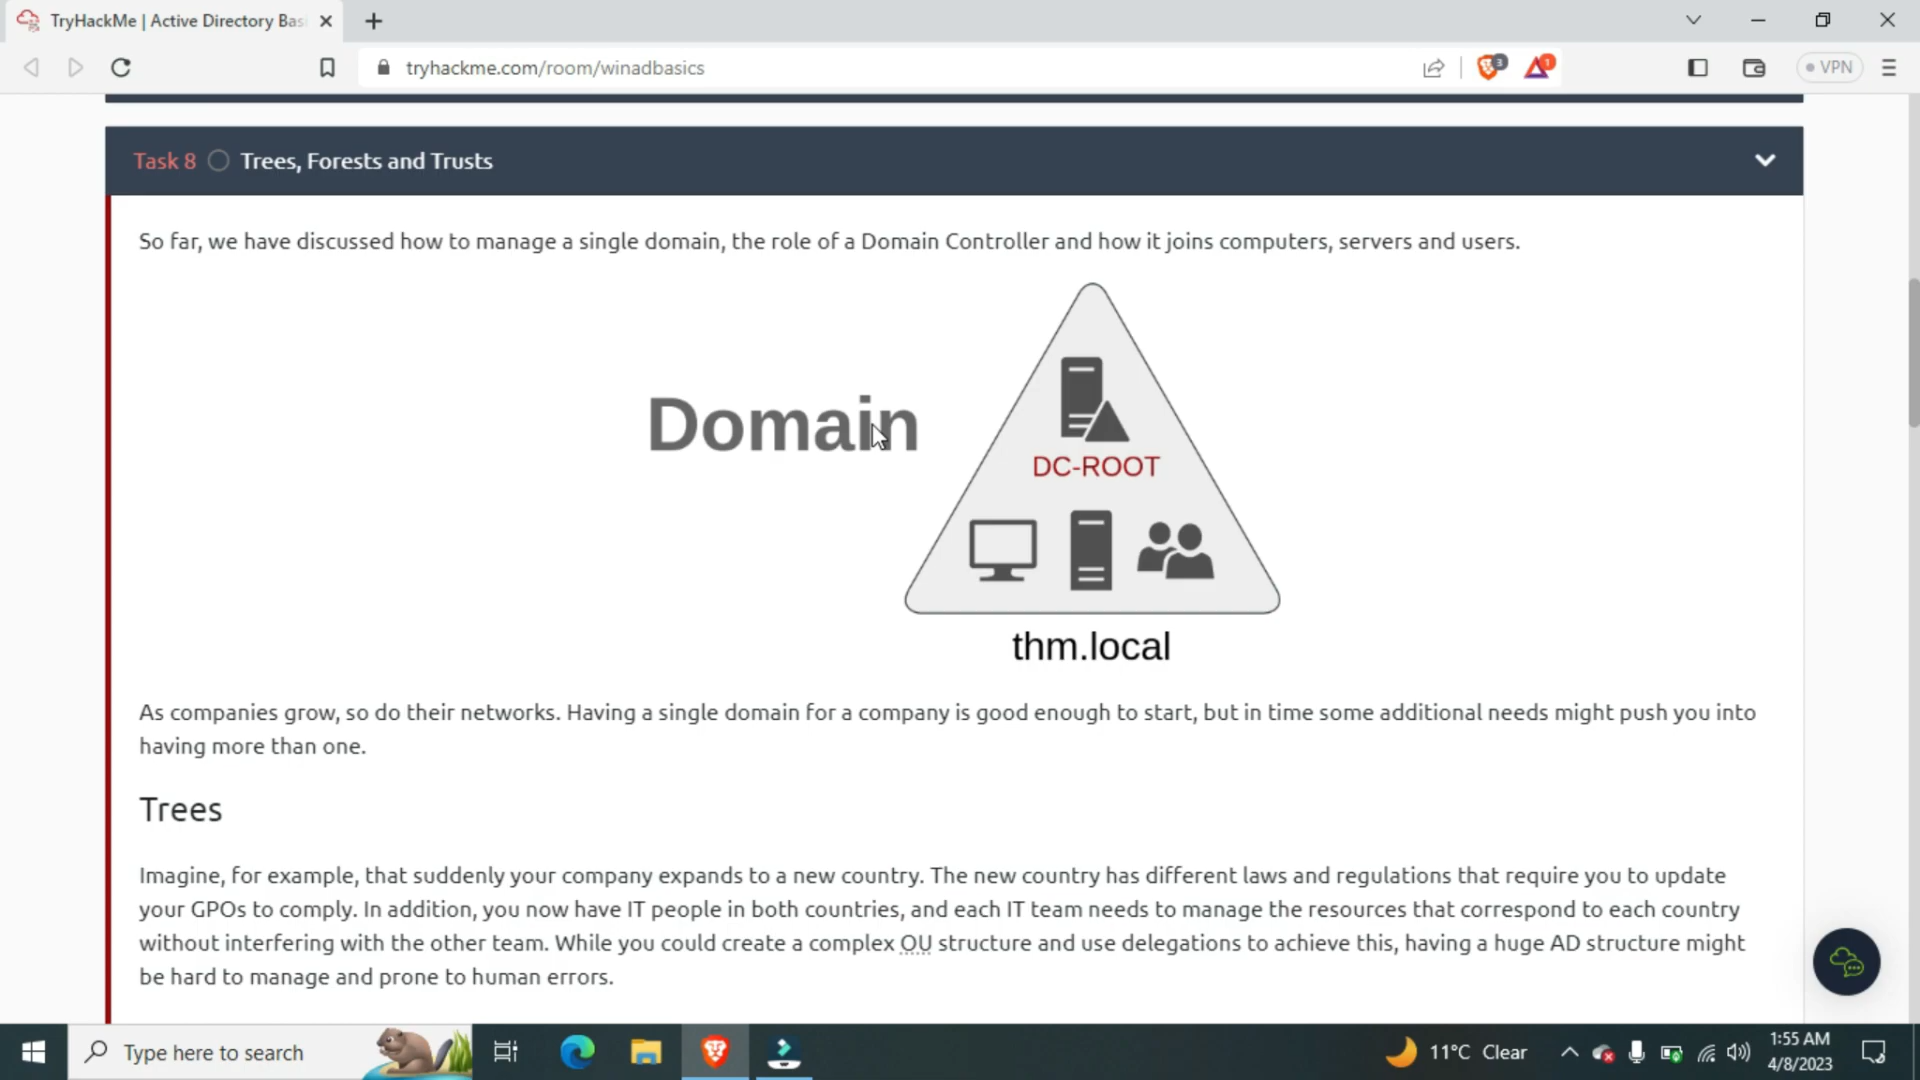 TryHackMe | Active Directory Bas
tryhackme.com/room/winadbasics
3
1
VPN
Task 8 Trees, Forests and Trusts
So far, we have discussed how to manage a single domain, the role of a Domain Controller and how it joins computers, servers and users.
Domain
DC-ROOT
thm.local
As companies grow, so do their networks. Having a single domain for a company is good enough to start, but in time some additional needs might push you into
having more than one.
Trees
Imagine, for example, that suddenly your company expands to a new country. The new country has different laws and regulations that require you to update
your GPOs to comply. In addition, you now have IT people in both countries, and each IT team needs to manage the resources that correspond to each country
without interfering with the other team. While you could create a complex OU structure and use delegations to achieve this, having a huge AD structure might
be hard to manage and prone to human errors.
Type here to search
11°C Clear
1:55 AM
4/8/2023